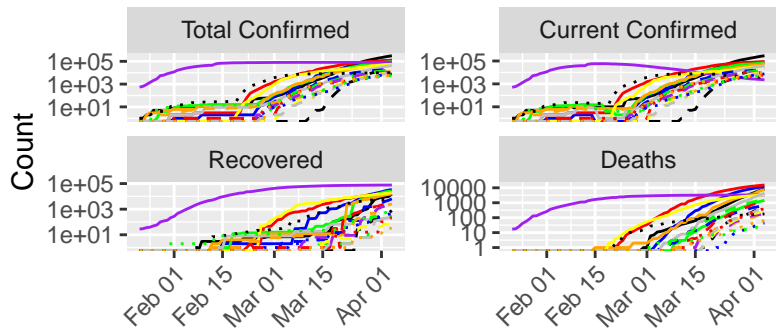 Total Confirmed
Current Confirmed
1e+05
1e+03
1e+01
1e+05
1e+03
1e+01
Count
Recovered
Deaths
1e+05
1e+03
1e+01
10000
1000
100
10
1
Feb 01
Feb 15
Mar 01
Mar 15
Apr 01
Feb 01
Feb 15
Mar 01
Mar 15
Apr 01